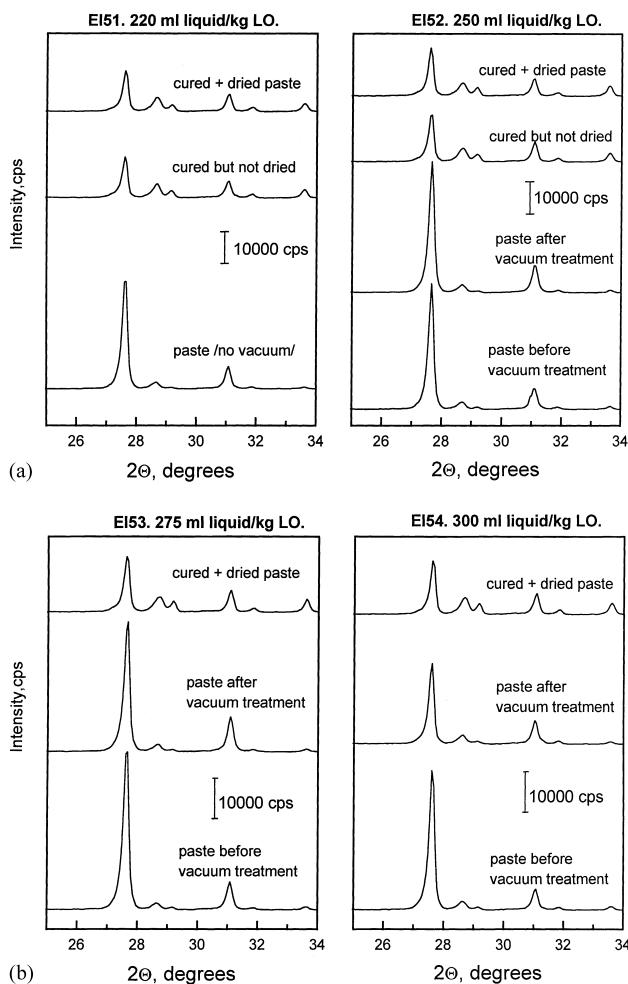 EI51. 220 ml liquid/kg LO.
cured + dried paste
cured but not dried
10000 cps
paste /no vacuum/
Intensity,cps
26 28 30 32 34
2Θ, degrees
(a)
EI52. 250 ml liquid/kg LO.
cured + dried paste
cured but not dried
10000 cps
paste after
vacuum treatment
paste before
vacuum treatment
26 28 30 32 34
2Θ, degrees
EI53. 275 ml liquid/kg LO.
cured + dried paste
paste after
vacuum treatment
10000 cps
paste before
vacuum treatment
Intensity,cps
26 28 30 32 34
2Θ, degrees
(b)
EI54. 300 ml liquid/kg LO.
cured + dried paste
paste after
vacuum treatment
10000 cps
paste before
vacuum treatment
26 28 30 32 34
2Θ, degrees